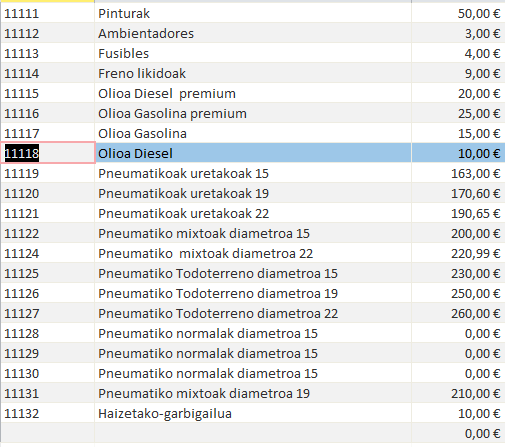 11111 Pinturak 50,00 €
11112 Ambientadores 3,00 €
11113 Fusibles 4,00 €
11114 Freno likidoak 9,00 €
11115 Olioa Diesel  premium 20,00 €
11116 Olioa Gasolina premium 25,00 €
11117 Olioa Gasolina 15,00 €
11118 Olioa Diesel 10,00 €
11119 Pneumatikoak uretakoak 15 163,00 €
11120 Pneumatikoak uretakoak 19 170,60 €
11121 Pneumatikoak uretakoak 22 190,65 €
11122 Pneumatiko mixtoak diametroa 15 200,00 €
11124 Pneumatiko  mixtoak diametroa 22 220,99 €
11125 Pneumatiko Todoterreno diametroa 15 230,00 €
11126 Pneumatiko Todoterreno diametroa 19 250,00 €
11127 Pneumatiko Todoterreno diametroa 22 260,00 €
11128 Pneumatiko normalak diametroa 15 0,00 €
11129 Pneumatiko normalak diametroa 15 0,00 €
11130 Pneumatiko normalak diametroa 15 0,00 €
11131 Pneumatiko mixtoak diametroa 19 210,00 €
11132 Haizetako-garbigailua 10,00 €
0,00 €